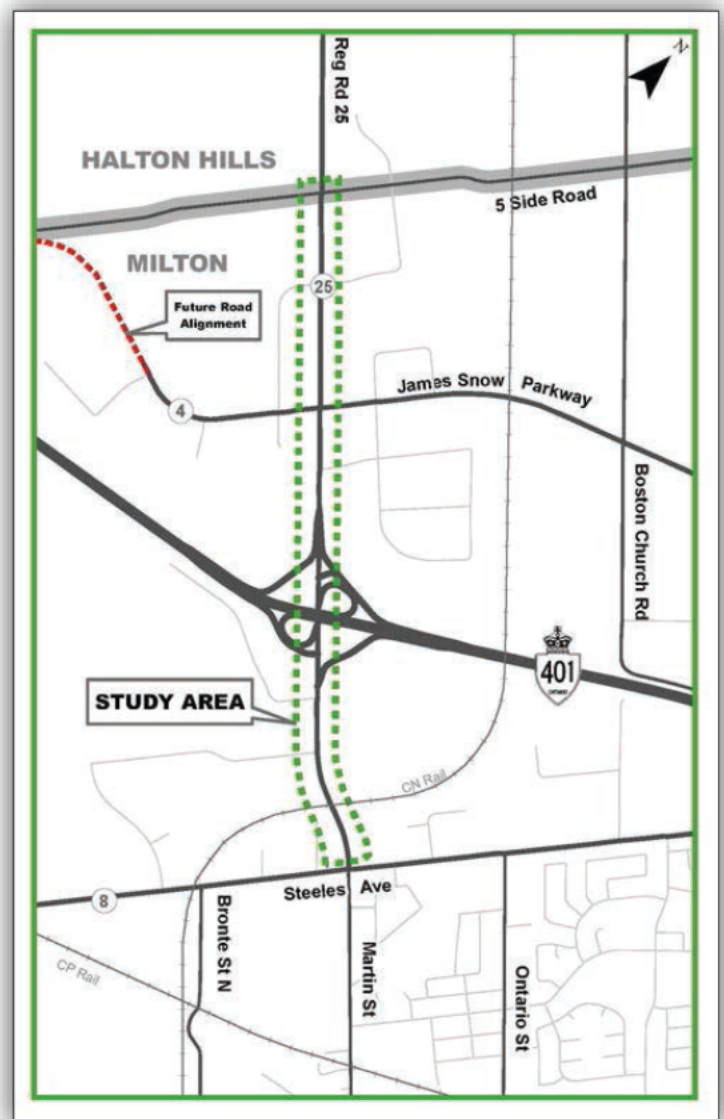 N
Reg Rd 25
HALTON HILLS
5 Side Road
MILTON
25
Future Road
Alignment
James Snow Parkway
4
Boston Church Rd
401
ONTARIO
STUDY AREA
CN Rail
Steeles Ave
8
Bronte St N
Martin St
Ontario St
CP Rail